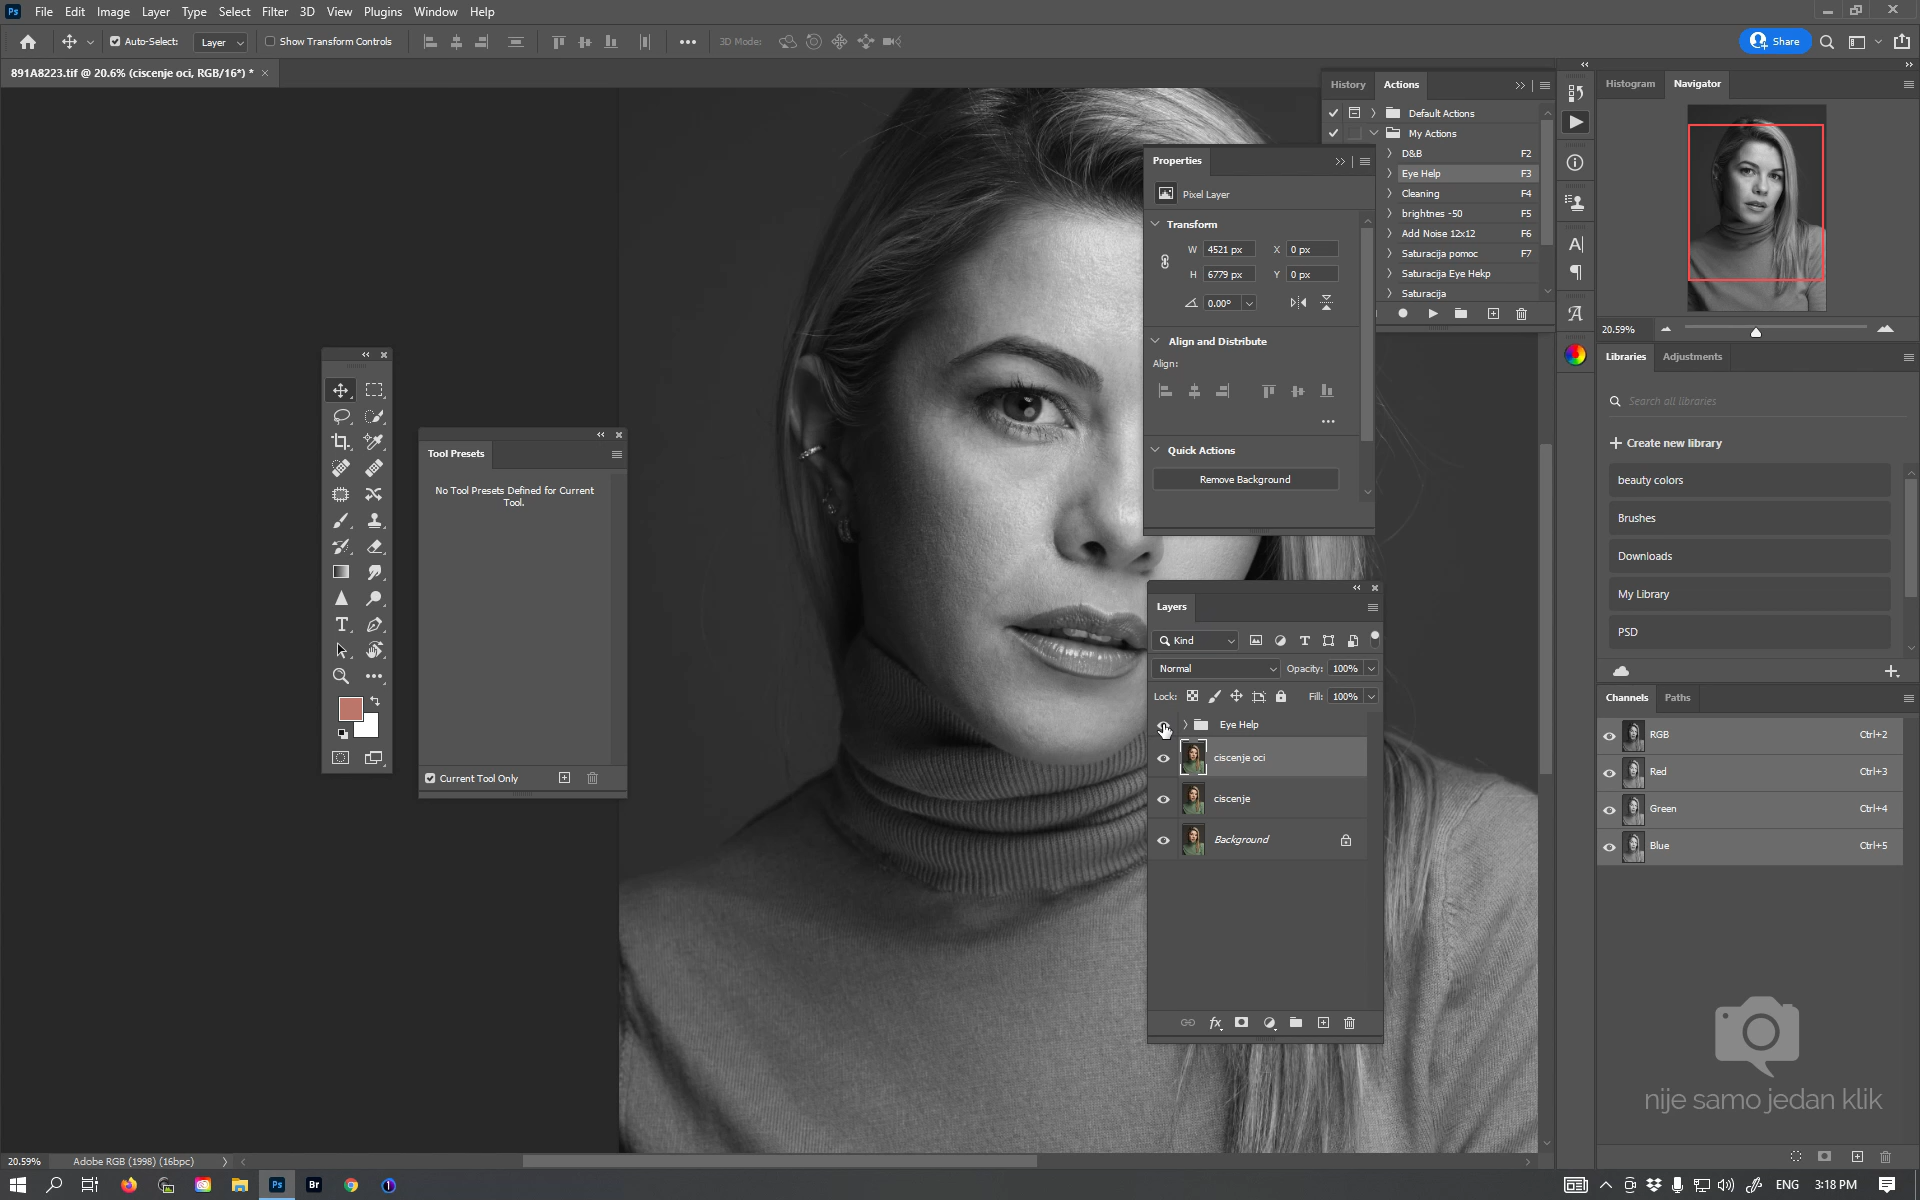 Ps File Edit Image Layer Type Select Filter 3D View Plugins Window Help
Auto-Select: Layer Show Transform Controls 3D Mode: Share
891A8223.tif @ 20.6% (ciscenje oci, RGB/16*) *
History Actions
Default Actions
My Actions
D&B F2
Eye Help F3
Cleaning F4
brightnes -50 F5
Add Noise 12x12 F6
Saturacija pomoc F7
Saturacija Eye Hekp
Saturacija
Properties
Pixel Layer
Transform
W 4521 px X 0 px
H 6779 px Y 0 px
0.00°
Align and Distribute
Align:
Quick Actions
Remove Background
Tool Presets
No Tool Presets Defined for Current
Tool.
Current Tool Only
Layers
Kind
Normal Opacity: 100%
Lock: Fill: 100%
Eye Help
ciscenje oci
ciscenje
Background
Histogram Navigator
20.59%
Libraries Adjustments
Search all libraries
Create new library
beauty colors
Brushes
Downloads
My Library
PSD
Channels Paths
RGB Ctrl+2
Red Ctrl+3
Green Ctrl+4
Blue Ctrl+5
nije samo jedan klik
20.59% Adobe RGB (1998) (16bpc)
Ps Br ENG 3:18 PM